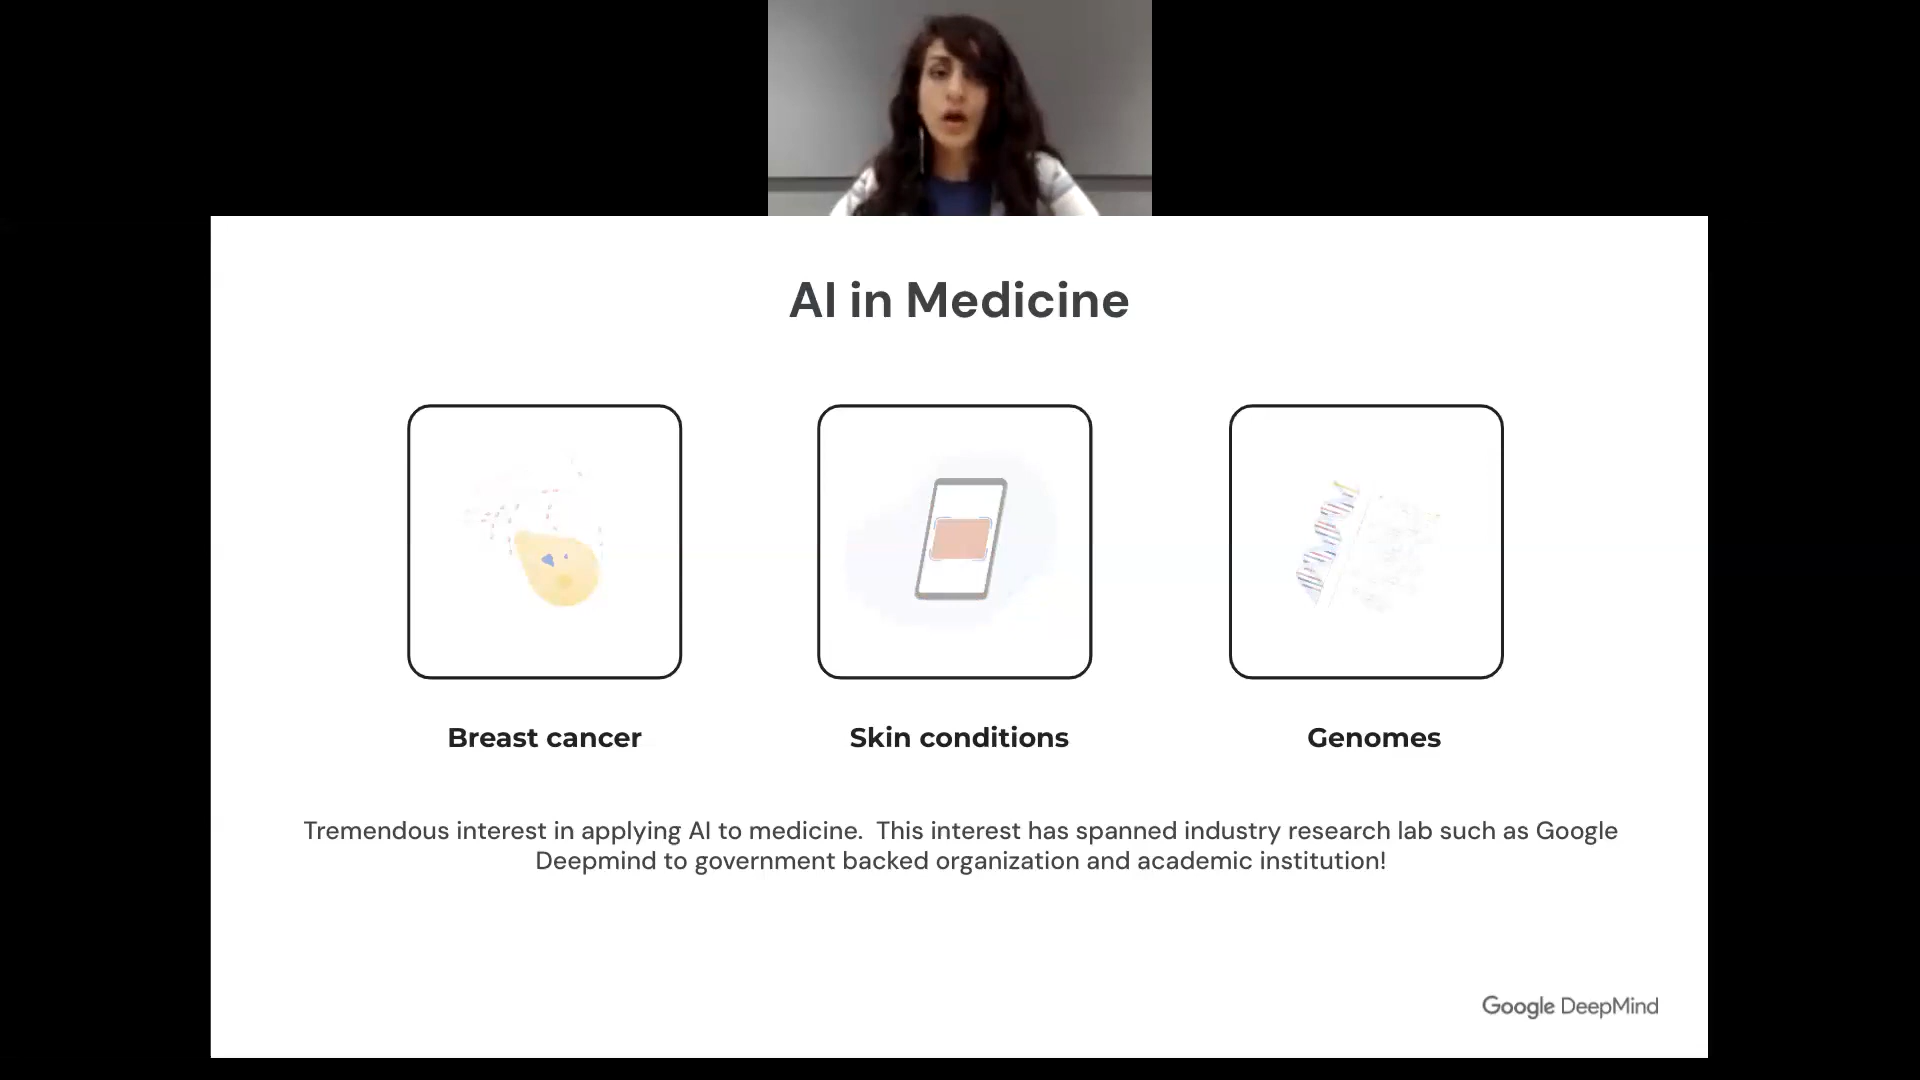 AI in Medicine
Breast cancer
Skin conditions
Genomes
Tremendous interest in applying AI to medicine.  This interest has spanned industry research lab such as Google
Deepmind to government backed organization and academic institution!
Google DeepMind